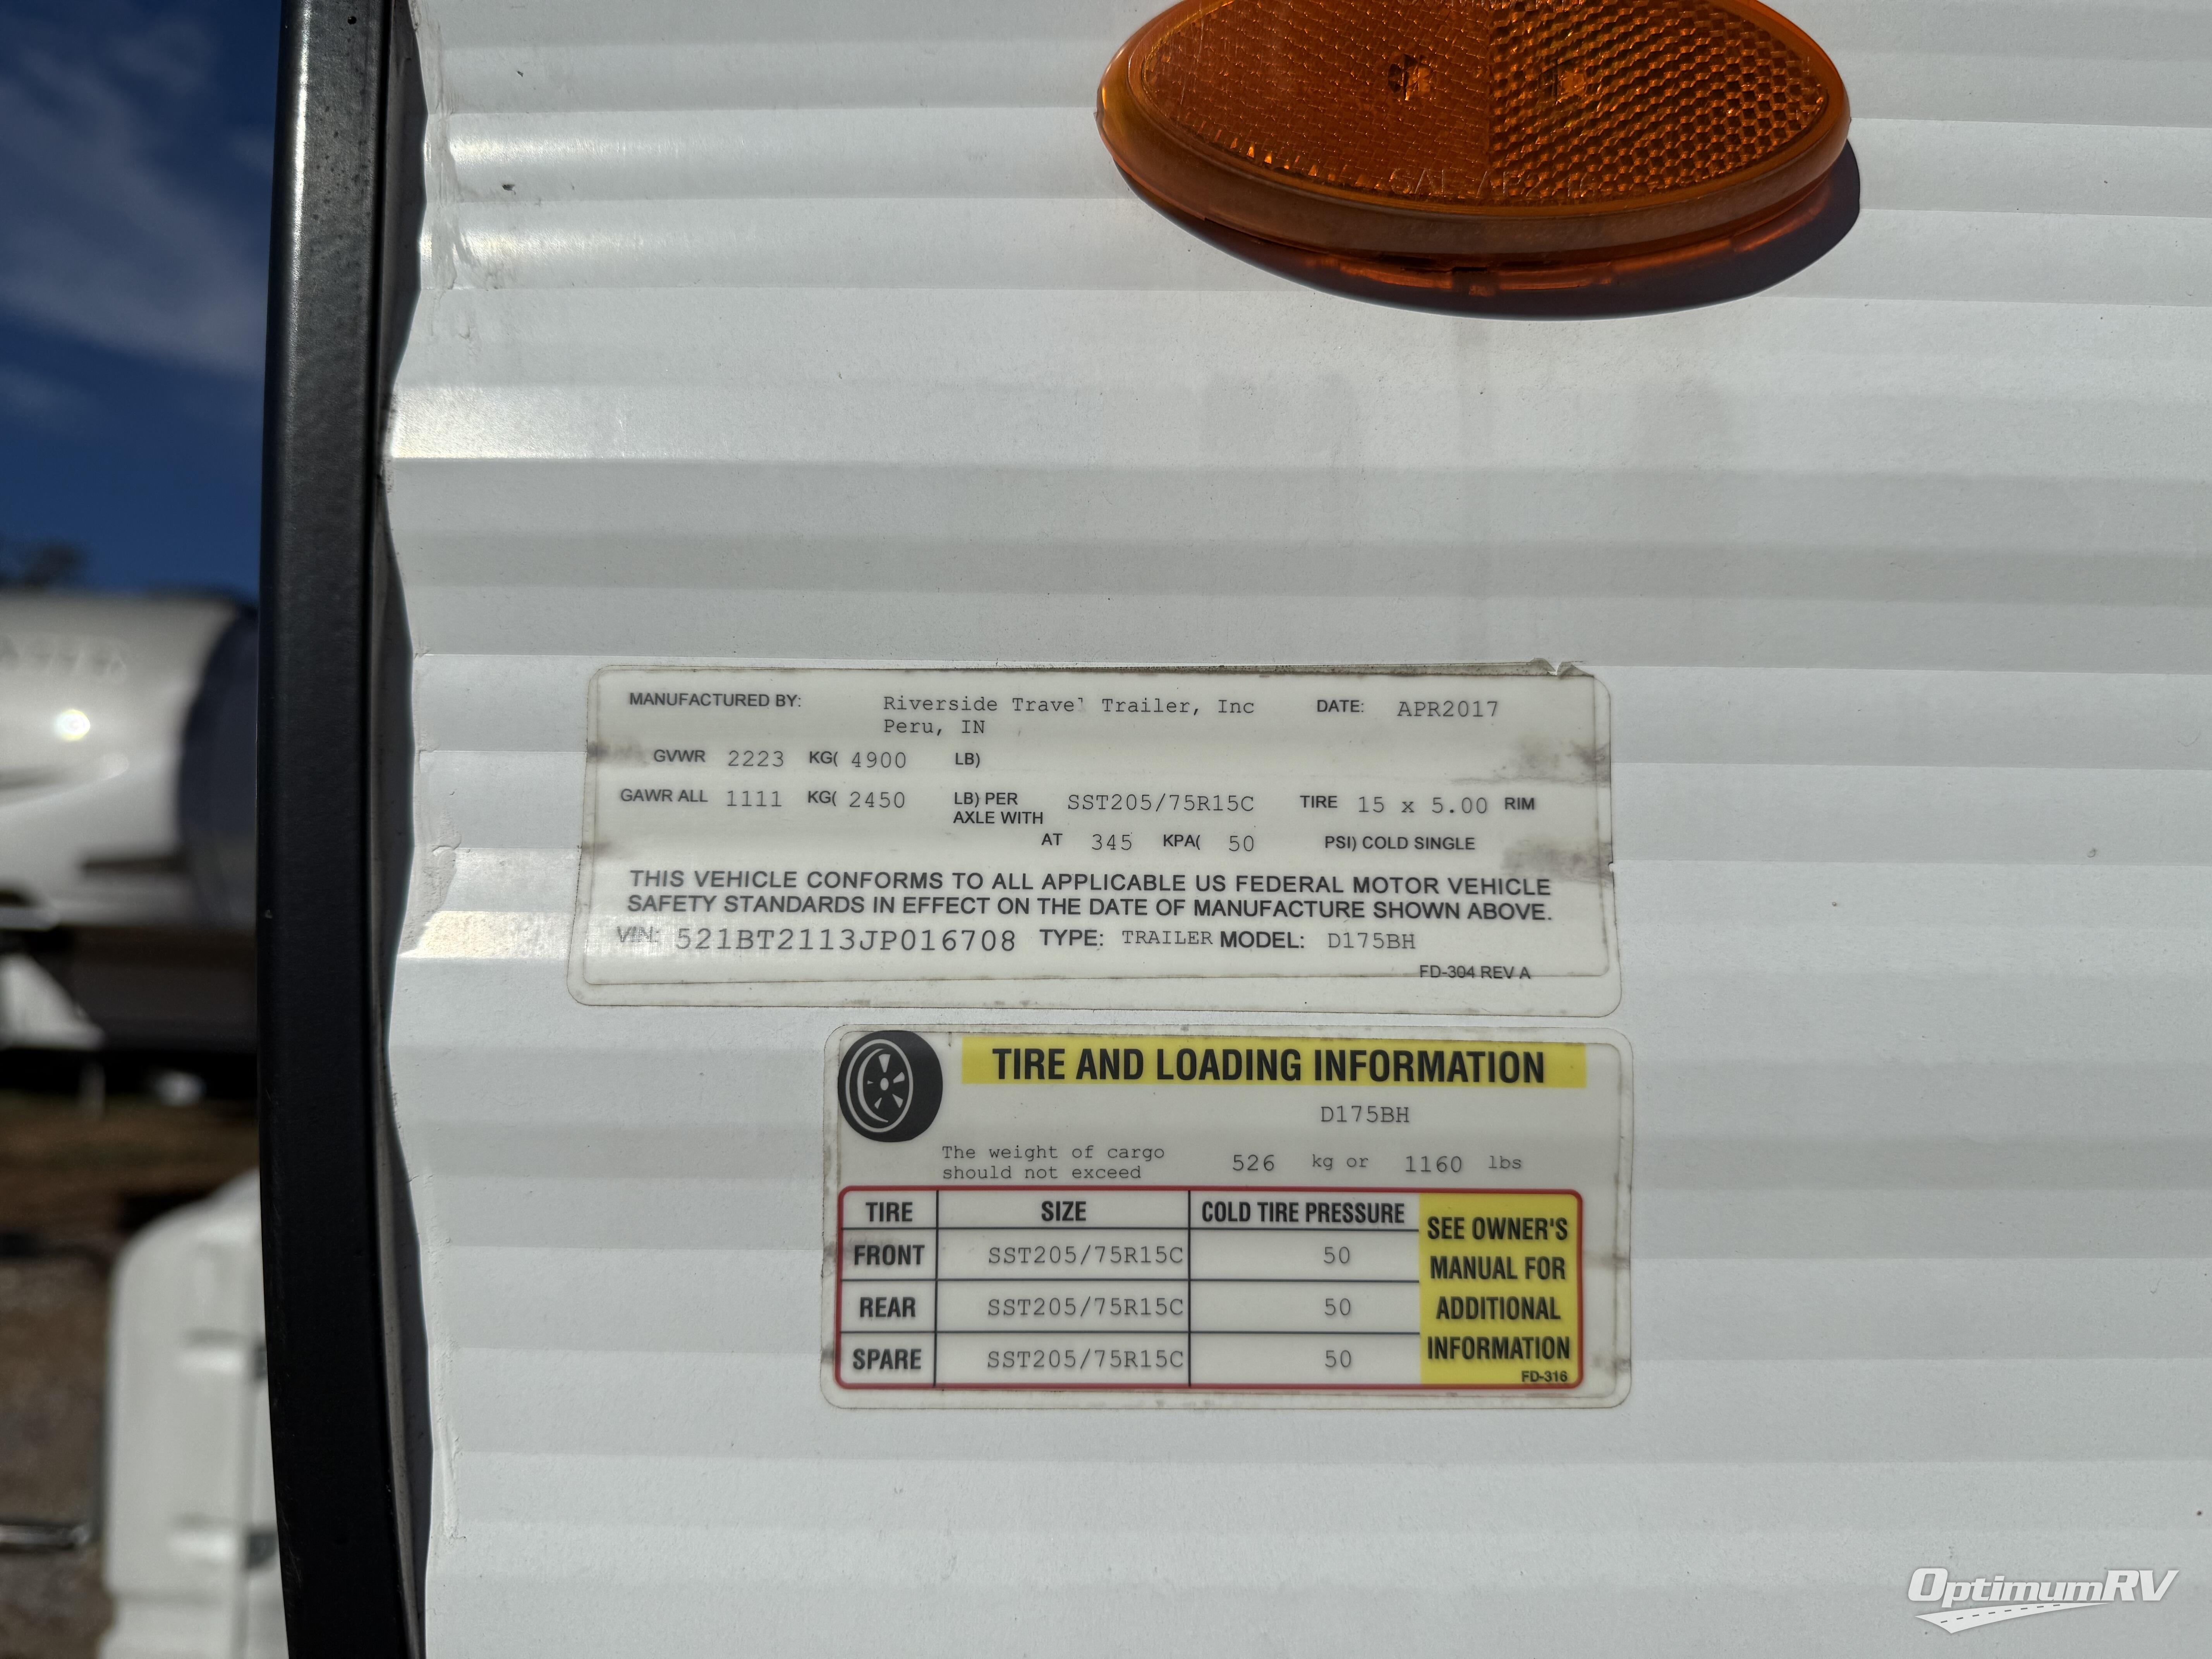 MANUFACTURED BY: Riverside Travel Trailer, Inc DATE: APR2017
Peru, IN
GVWR 2223 KG( 4900 LB)
GAWR ALL 1111 KG( 2450 LB) PER SST205/75R15C TIRE 15 x 5.00 RIM
AXLE WITH
AT 345 KPA( 50 PSI) COLD SINGLE
THIS VEHICLE CONFORMS TO ALL APPLICABLE US FEDERAL MOTOR VEHICLE
SAFETY STANDARDS IN EFFECT ON THE DATE OF MANUFACTURE SHOWN ABOVE.
VIN: 521BT2113JP016708 TYPE: TRAILER MODEL: D175BH
FD-304 REV A
TIRE AND LOADING INFORMATION
D175BH
The weight of cargo
should not exceed 526 kg or 1160 lbs
TIRE SIZE COLD TIRE PRESSURE
FRONT SST205/75R15C 50
REAR SST205/75R15C 50
SPARE SST205/75R15C 50
SEE OWNER'S
MANUAL FOR
ADDITIONAL
INFORMATION
FD-316
OptimumRV